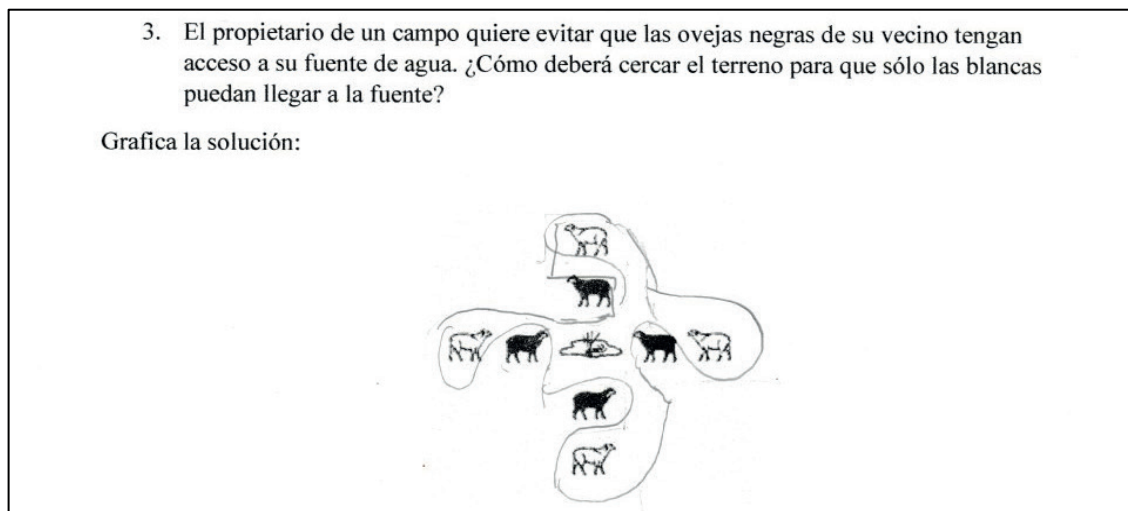 3. El propietario de un campo quiere evitar que las ovejas negras de su vecino tengan
acceso a su fuente de agua. ¿Cómo deberá cercar el terreno para que sólo las blancas
puedan llegar a la fuente?
Grafica la solución: